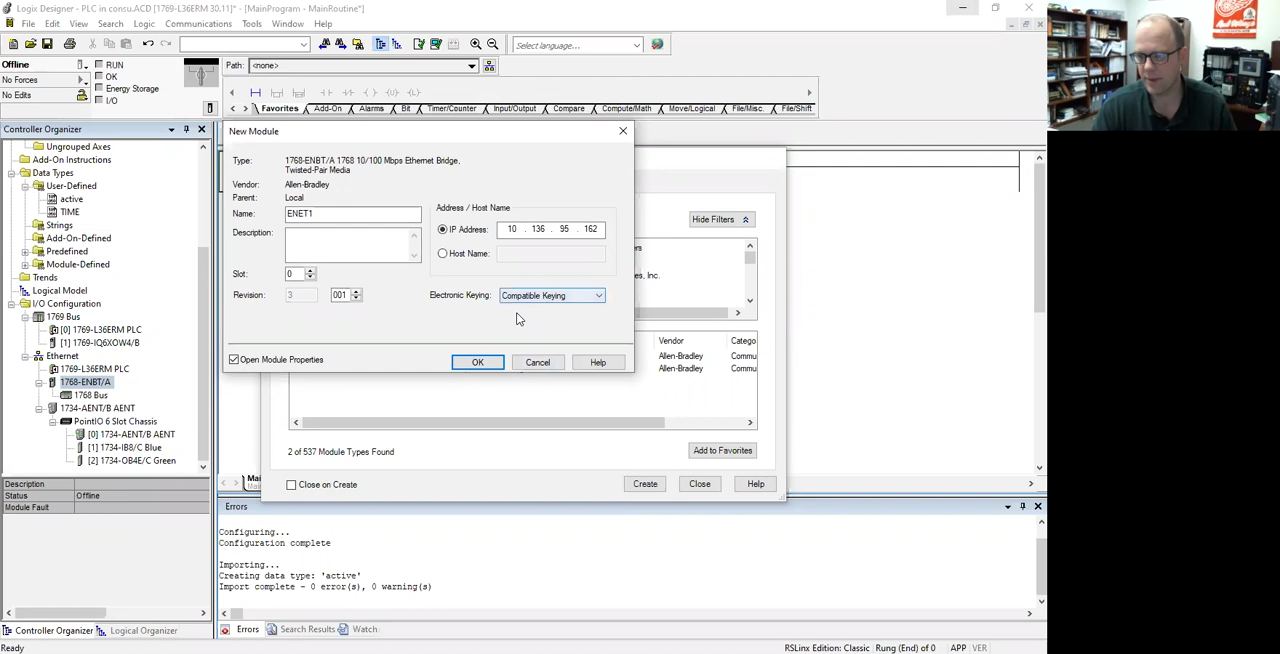 Logix Designer - PLC in consu.ACD [1769-L36ERM 30.11]* - [MainProgram - MainRoutine*]
File Edit View Search Logic Communications Tools Window Help
Select language...
Offline
RUN
No Forces
OK
Energy Storage
No Edits
I/O
Path: <none>
Favorites Add-On Alarms Bit Timer/Counter Input/Output Compare Compute/Math Move/Logical File/Misc. File/Shift
Controller Organizer
Ungrouped Axes
Add-On Instructions
Data Types
User-Defined
active
TIME
Strings
Add-On-Defined
Predefined
Module-Defined
Trends
Logical Model
I/O Configuration
1769 Bus
[0] 1769-L36ERM PLC
[1] 1769-IQ6XOW4/B
Ethernet
1769-L36ERM PLC
1768-ENBT/A
1768 Bus
1734-AENT/B AENT
PointIO 6 Slot Chassis
[0] 1734-AENT/B AENT
[1] 1734-IB8/C Blue
[2] 1734-OB4E/C Green
Description
Status Offline
Module Fault
Controller Organizer Logical Organizer
Ready
New Module
Type: 1768-ENBT/A 1768 10/100 Mbps Ethernet Bridge,
Twisted-Pair Media
Vendor: Allen-Bradley
Parent: Local
Name: ENET1
Description:
Slot: 0
Revision: 3 001
Address / Host Name
IP Address: 10 . 136 . 95 . 162
Host Name:
Electronic Keying: Compatible Keying
Open Module Properties
OK Cancel Help
Hide Filters
ers
es, Inc.
Vendor Catego
Allen-Bradley Commu
Allen-Bradley Commu
2 of 537 Module Types Found
Add to Favorites
Close on Create
Create Close Help
Errors
Configuring...
Configuration complete
Importing...
Creating data type: 'active'
Import complete - 0 error(s), 0 warning(s)
Errors Search Results Watch
RSLinx Edition: Classic Rung (End) of 0 APP VER